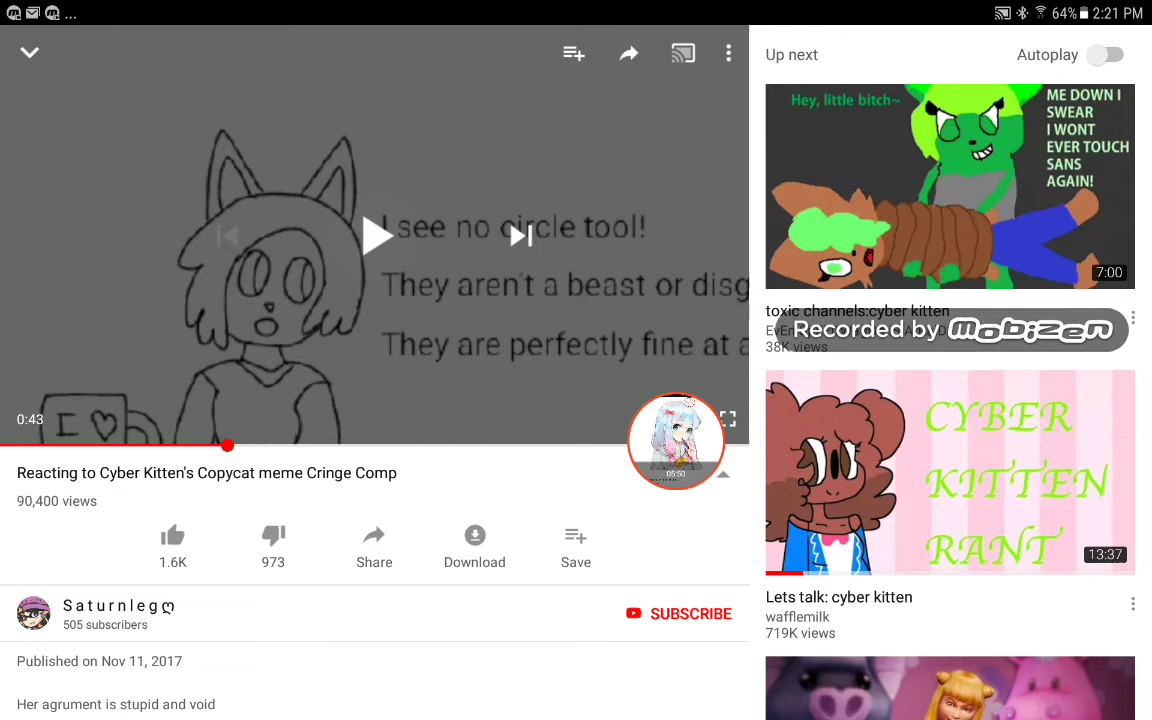 ...
64%
2:21 PM
I see no circle tool!
They aren't a beast or disg
They are perfectly fine at a
I ♡
0:43
05:50
Reacting to Cyber Kitten's Copycat meme Cringe Comp
90,400 views
1.6K
973
Share
Download
Save
Saturnlegღ
505 subscribers
SUBSCRIBE
Published on Nov 11, 2017
Her agrument is stupid and void
Up next
Autoplay
Hey, little bitch~
ME DOWN I
SWEAR
I WONT
EVER TOUCH
SANS
AGAIN!
7:00
toxic channels:cyber kitten
38K views
Recorded by mobizen
CYBER
KITTEN
RANT
13:37
Lets talk: cyber kitten
wafflemilk
719K views